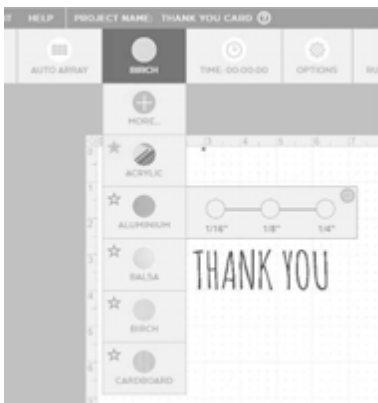 HELP PROJECT NAME: THANK YOU CARD ?
AUTO ARRAY BIRCH TIME: 00:00:00 OPTIONS
MORE...
ACRYLIC
ALUMINIUM
1/16" 1/8" 1/4"
BALSA
THANK YOU
BIRCH
CARDBOARD